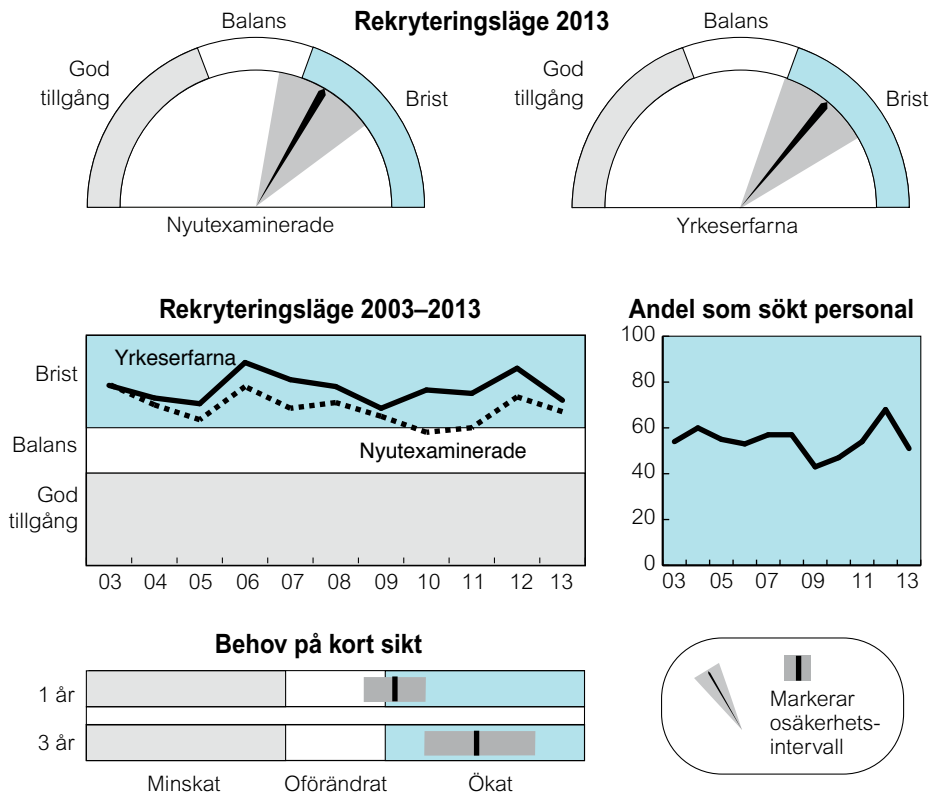 Rekryteringsläge 2013
Balans
God
tillgång
Brist
Nyutexaminerade
Balans
God
tillgång
Brist
Yrkeserfarna
Rekryteringsläge 2003–2013
Yrkeserfarna
Brist
Balans
Nyutexaminerade
God
tillgång
03 04 05 06 07 08 09 10 11 12 13
Andel som sökt personal
100
80
60
40
20
0
03 05 07 09 11 13
Behov på kort sikt
1 år
3 år
Minskat Oförändrat Ökat
Markerar
osäkerhets-
intervall